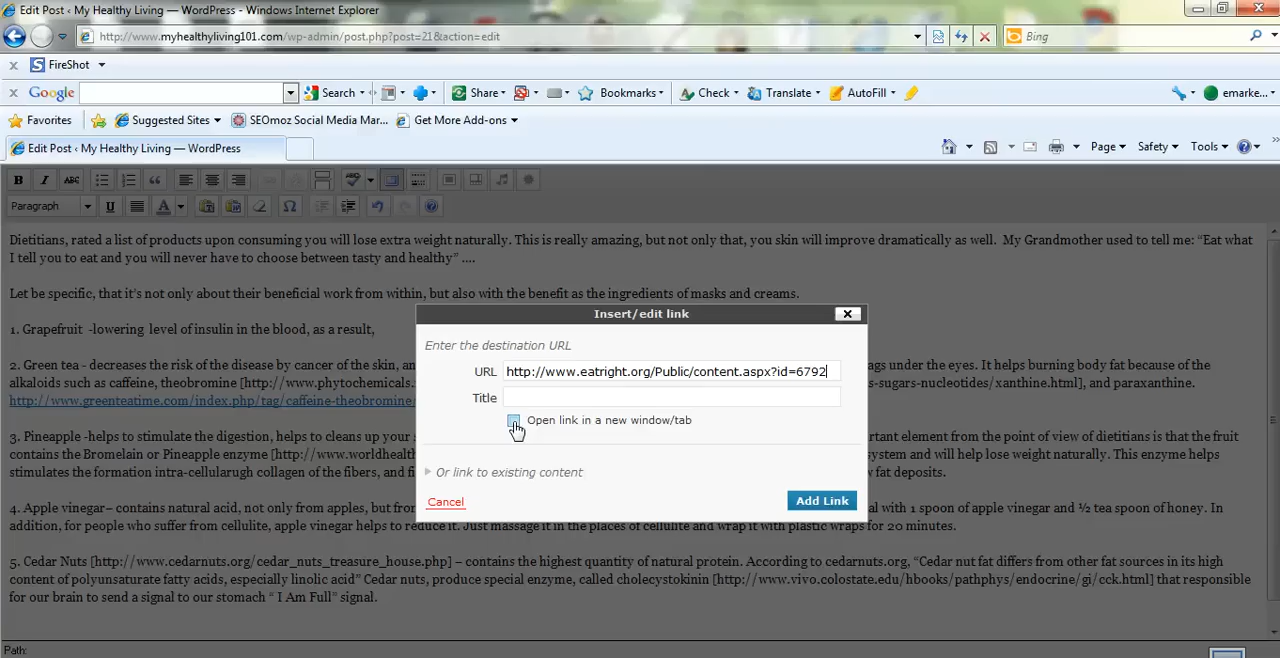 Edit Post ‹ My Healthy Living — WordPress - Windows Internet Explorer
http://www.myhealthyliving101.com/wp-admin/post.php?post=21&action=edit
Bing
x FireShot
x Google Search Share Bookmarks Check Translate AutoFill emarke...
Favorites Suggested Sites SEOmoz Social Media Mar... Get More Add-ons
Edit Post ‹ My Healthy Living — WordPress
Page Safety Tools
B I ABC
Paragraph U A Ω
Dietitians, rated a list of products upon consuming you will lose extra weight naturally. This is really amazing, but not only that, you skin will improve dramatically as well. My Grandmother used to tell me: “Eat what
I tell you to eat and you will never have to choose between tasty and healthy” ....
Let be specific, that it’s not only about their beneficial work from within, but also with the benefit as the ingredients of masks and creams.
1. Grapefruit -lowering level of insulin in the blood, as a result,
2. Green tea - decreases the risk of the disease by cancer of the skin, an ags under the eyes. It helps burning body fat because of the
alkaloids such as caffeine, theobromine [http://www.greenteatime.com/ind -sugars-nucleotides/xanthine.html], and paraxanthine.
http://www.greenteatime.com/index.php/tag/caffeine-theobromine/
3. Pineapple -helps to stimulate the digestion, helps to cleans up your s ortant element from the point of view of dietitians is that the fruit
contains the Bromelain or Pineapple enzyme [http://www.worldhealth system and will help lose weight naturally. This enzyme helps
stimulates the formation intra-cellularugh collagen of the fibers, and fi w fat deposits.
4. Apple vinegar– contains natural acid, not only from apples, but from al with 1 spoon of apple vinegar and ½ tea spoon of honey. In
addition, for people who suffer from cellulite, apple vinegar helps to reduce it. Just massage it in the places of cellulite and wrap it with plastic wraps for 20 minutes.
5. Cedar Nuts [http://www.cedarnuts.org/cedar_nuts_treasure_house.php] – contains the highest quantity of natural protein. According to cedarnuts.org, “Cedar nut fat differs from other fat sources in its high
content of polyunsaturate fatty acids, especially linolic acid” Cedar nuts, produce special enzyme, called cholecystokinin [http://www.vivo.colostate.edu/hbooks/pathphys/endocrine/gi/cck.html] that responsible
for our brain to send a signal to our stomach “ I Am Full” signal.
Path:
Insert/edit link
Enter the destination URL
URL http://www.eatright.org/Public/content.aspx?id=6792
Title
Open link in a new window/tab
Or link to existing content
Cancel Add Link